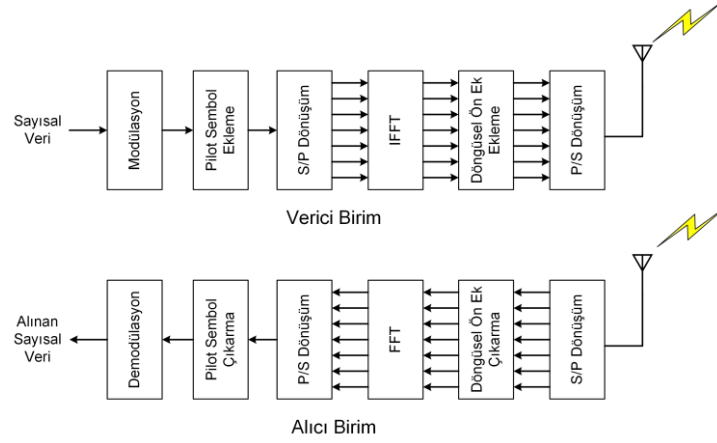 Sayısal
Veri
Modülasyon
Pilot Sembol
Ekleme
S/P Dönüşüm
IFFT
Döngüsel Ön Ek
Ekleme
P/S Dönüşüm
Verici Birim
Alınan
Sayısal
Veri
Demodülasyon
Pilot Sembol
Çıkarma
P/S Dönüşüm
FFT
Döngüsel Ön Ek
Çıkarma
S/P Dönüşüm
Alıcı Birim